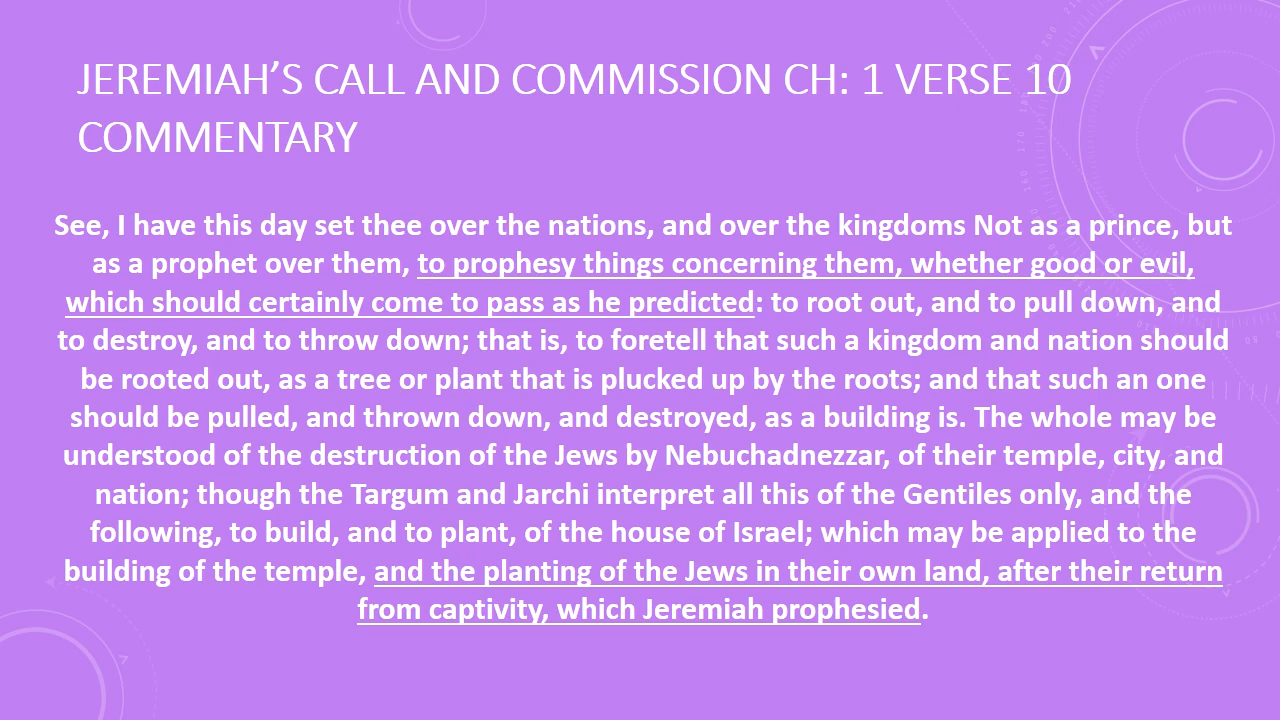 JEREMIAH’S CALL AND COMMISSION CH: 1 VERSE 10
COMMENTARY
See, I have this day set thee over the nations, and over the kingdoms Not as a prince, but
as a prophet over them, to prophesy things concerning them, whether good or evil,
which should certainly come to pass as he predicted: to root out, and to pull down, and
to destroy, and to throw down; that is, to foretell that such a kingdom and nation should
be rooted out, as a tree or plant that is plucked up by the roots; and that such an one
should be pulled, and thrown down, and destroyed, as a building is. The whole may be
understood of the destruction of the Jews by Nebuchadnezzar, of their temple, city, and
nation; though the Targum and Jarchi interpret all this of the Gentiles only, and the
following, to build, and to plant, of the house of Israel; which may be applied to the
building of the temple, and the planting of the Jews in their own land, after their return
from captivity, which Jeremiah prophesied.
170
160